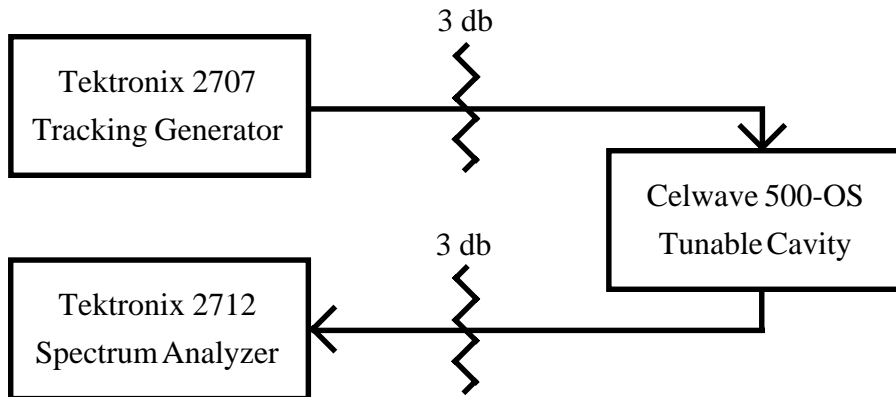 3 db
Tektronix 2707
Tracking Generator
Celwave 500-OS
Tunable Cavity
3 db
Tektronix 2712
Spectrum Analyzer